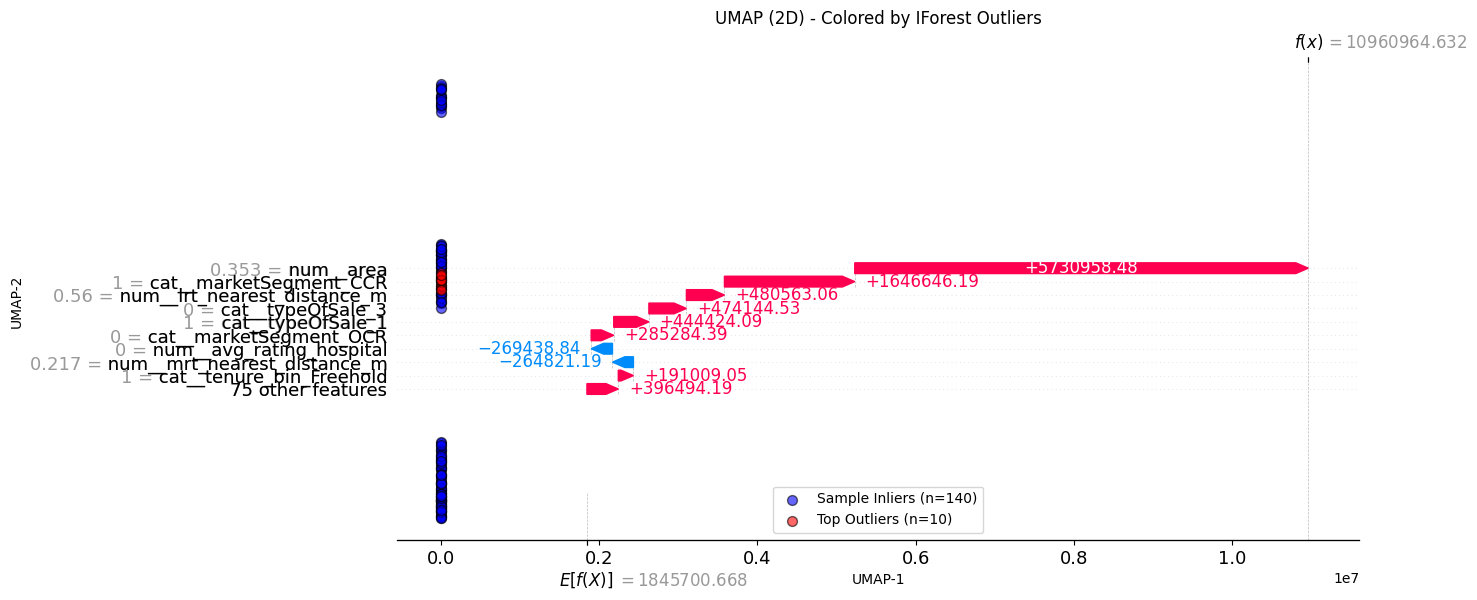 UMAP (2D) - Colored by IForest Outliers
f(x) = 10960964.632
0.353 = num__area
+5730958.48
1 = cat__marketSegment_CCR
+1646646.19
0.56 = num__lrt_nearest_distance_m
+480563.06
0 = cat__typeOfSale_3
+474144.53
1 = cat__typeOfSale_1
+444424.09
0 = cat__marketSegment_OCR
+285284.39
0 = num__avg_rating_hospital
−269438.84
0.217 = num__mrt_nearest_distance_m
−264821.19
1 = cat__tenure_bin_Freehold
+191009.05
75 other features
+396494.19
UMAP-2
Sample Inliers (n=140)
Top Outliers (n=10)
0.0 0.2 0.4 0.6 0.8 1.0
1e7
E[f(X)] = 1845700.668
UMAP-1